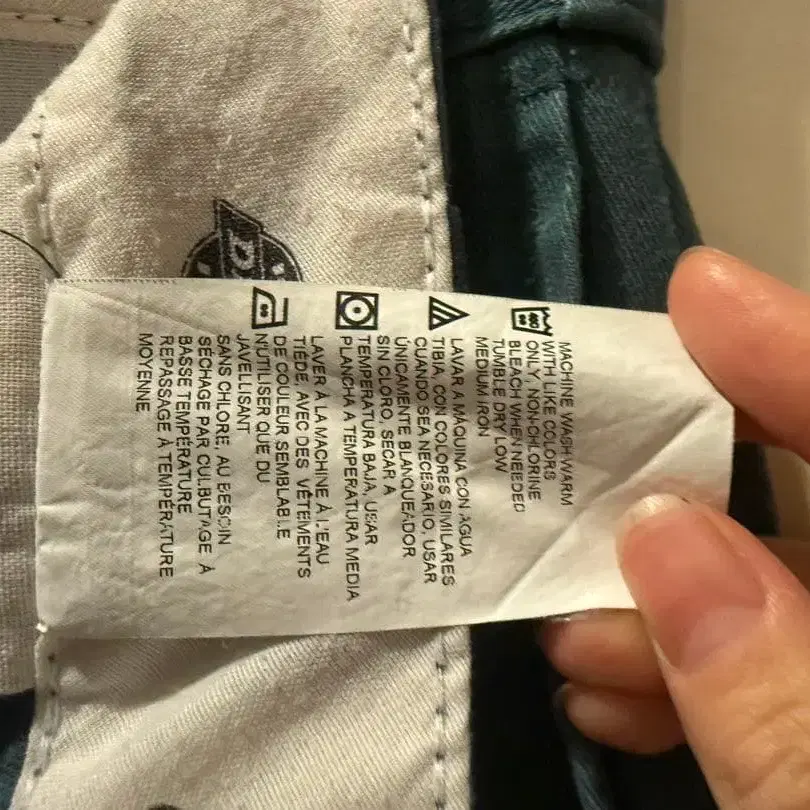 MACHINE WASH WARM
WITH LIKE COLORS
ONLY, NON-CHLORINE
BLEACH WHEN NEEDED
TUMBLE DRY LOW
MEDIUM IRON
LAVAR A MAQUINA CON AGUA
TIBIA, CON COLORES SIMILARES
CUANDO SEA NECESARIO, USAR
ÚNICAMENTE BLANQUEADOR
SIN CLORO, SECAR A
TEMPERATURA BAJA, USAR
PLANCHA A TEMPERATURA MEDIA
LAVER À LA MACHINE À L'EAU
TIÈDE, AVEC DES VÊTEMENTS
DE COULEUR SEMBLABLE
N'UTILISER QUE DU
JAVELLISANT
SANS CHLORE, AU BESOIN
SÉCHAGE PAR CULBUTAGE À
BASSE TEMPÉRATURE
REPASSAGE À TEMPÉRATURE
MOYENNE